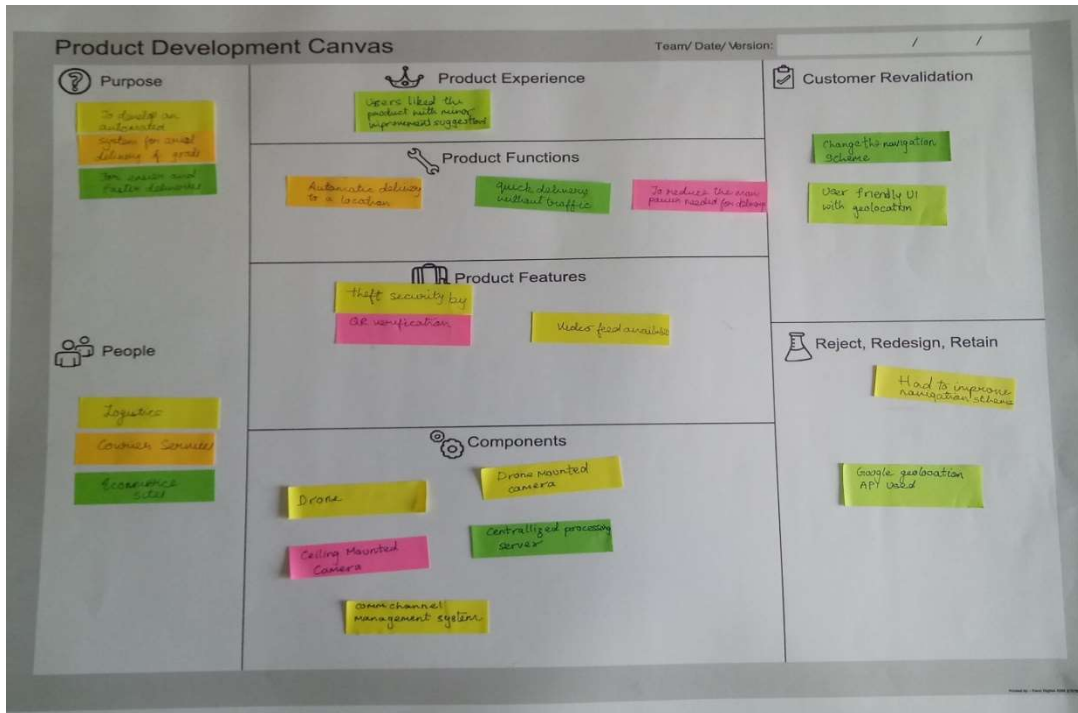 Product Development Canvas
Team/ Date/ Version:
/ /
Purpose
To develop an
automated
system for aerial
delivery of goods
For easier and
faster deliveries
People
Logistics
Courier Services
Ecommerce
sites
Product Experience
Users liked the
product with minor
improvement suggestions
Product Functions
Automatic delivery
to a location
quick delivery
without traffic
To reduce the man
power needed for delivery
Product Features
theft security by
QR verification
Video feed available
Components
Drone
Drone Mounted
camera
Ceiling Mounted
Camera
Centrallized processing
server
comm channel
management system
Customer Revalidation
Change the navigation
scheme
User friendly UI
with geolocation
Reject, Redesign, Retain
Had to improve
navigation scheme
Google geolocation
API used